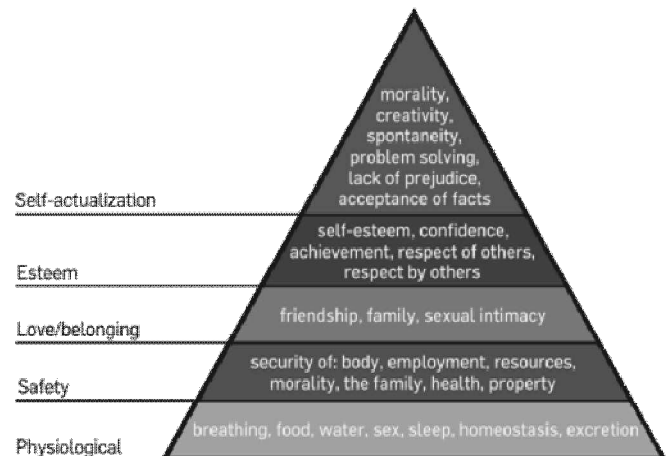 morality,
creativity,
spontaneity,
problem solving,
lack of prejudice,
acceptance of facts
Self-actualization
self-esteem, confidence,
achievement, respect of others,
respect by others
Esteem
friendship, family, sexual intimacy
Love/belonging
security of: body, employment, resources,
morality, the family, health, property
Safety
breathing, food, water, sex, sleep, homeostasis, excretion
Physiological